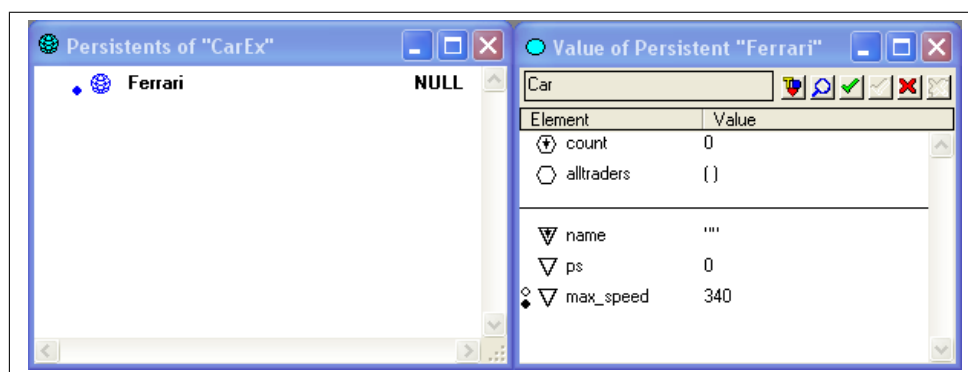 Persistents of "CarEx"
Ferrari NULL
Value of Persistent "Ferrari"
Car
Element Value
count 0
alltraders ()
name ""
ps 0
max_speed 340